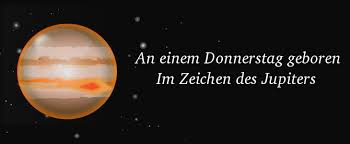 An einem Donnerstag geboren
Im Zeichen des Jupiters